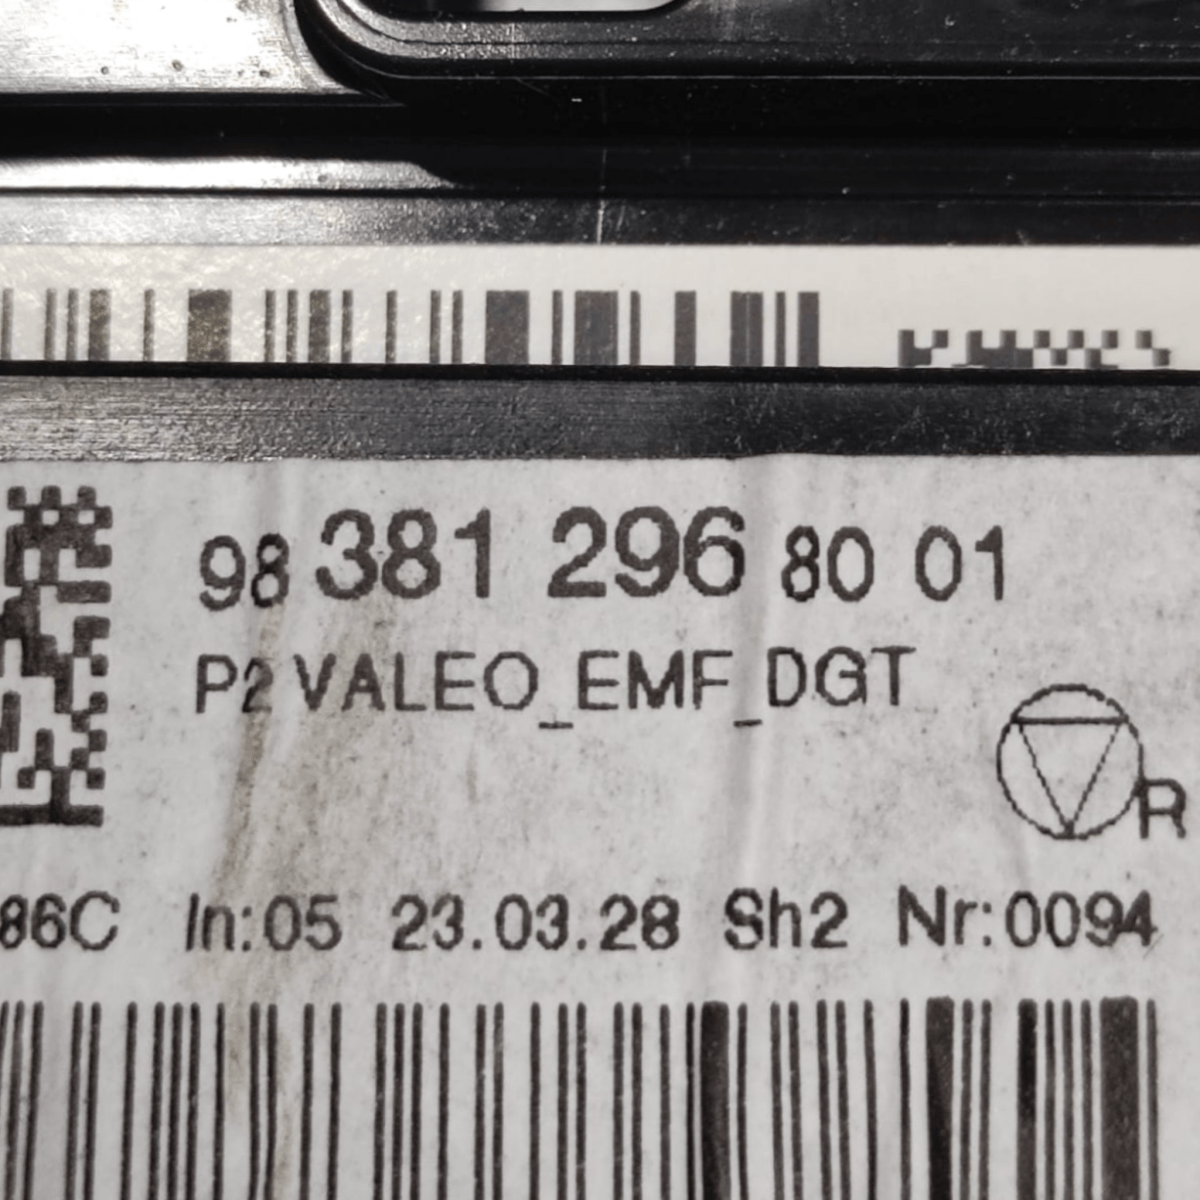 98 381 296 80 01
P2 VALEO_EMF_DGT
R
86C In:05 23.03.28 Sh2 Nr:0094